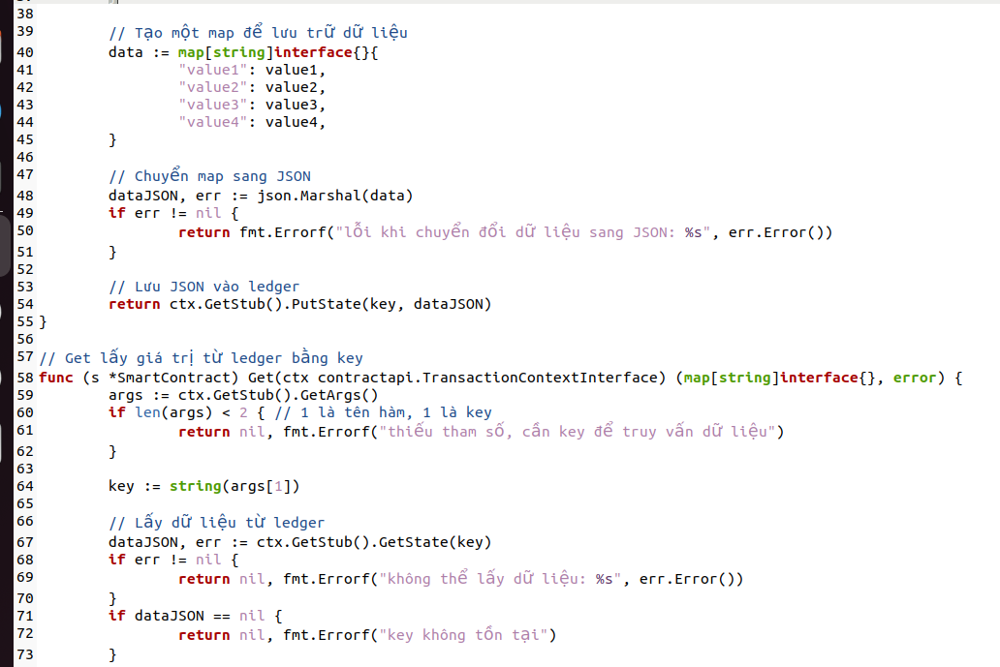 38
39 // Tạo một map để lưu trữ dữ liệu
40 data := map[string]interface{}{
41 "value1": value1,
42 "value2": value2,
43 "value3": value3,
44 "value4": value4,
45 }
46
47 // Chuyển map sang JSON
48 dataJSON, err := json.Marshal(data)
49 if err != nil {
50 return fmt.Errorf("lỗi khi chuyển đổi dữ liệu sang JSON: %s", err.Error())
51 }
52
53 // Lưu JSON vào ledger
54 return ctx.GetStub().PutState(key, dataJSON)
55 }
56
57 // Get lấy giá trị từ ledger bằng key
58 func (s *SmartContract) Get(ctx contractapi.TransactionContextInterface) (map[string]interface{}, error) {
59 args := ctx.GetStub().GetArgs()
60 if len(args) < 2 { // 1 là tên hàm, 1 là key
61 return nil, fmt.Errorf("thiếu tham số, cần key để truy vấn dữ liệu")
62 }
63
64 key := string(args[1])
65
66 // Lấy dữ liệu từ ledger
67 dataJSON, err := ctx.GetStub().GetState(key)
68 if err != nil {
69 return nil, fmt.Errorf("không thể lấy dữ liệu: %s", err.Error())
70 }
71 if dataJSON == nil {
72 return nil, fmt.Errorf("key không tồn tại")
73 }